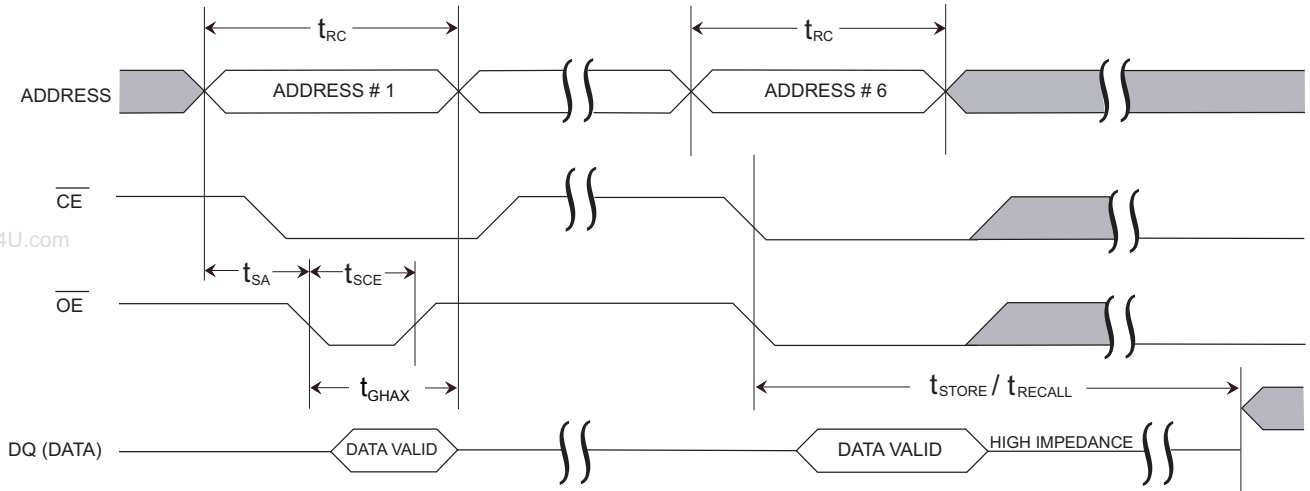 tRC
tRC
ADDRESS
ADDRESS # 1
ADDRESS # 6
CE
4U.com
tSA
tSCE
OE
tGHAX
tSTORE / tRECALL
DQ (DATA)
DATA VALID
DATA VALID
HIGH IMPEDANCE